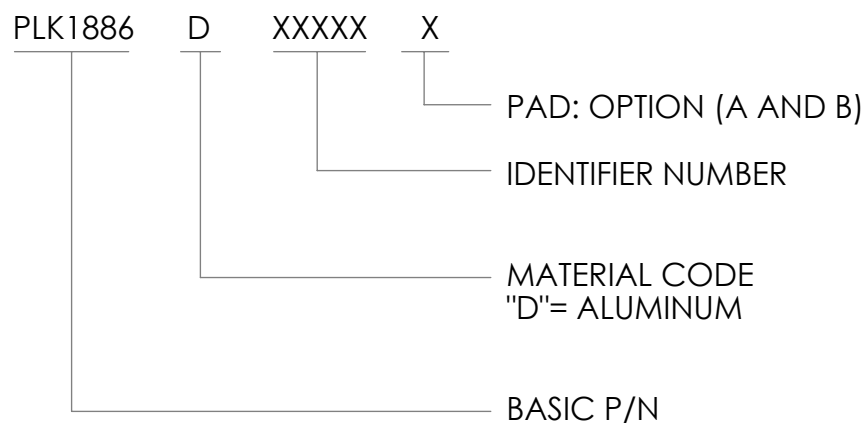 PLK1886 D XXXXX X
PAD: OPTION (A AND B)
IDENTIFIER NUMBER
MATERIAL CODE
"D"= ALUMINUM
BASIC P/N